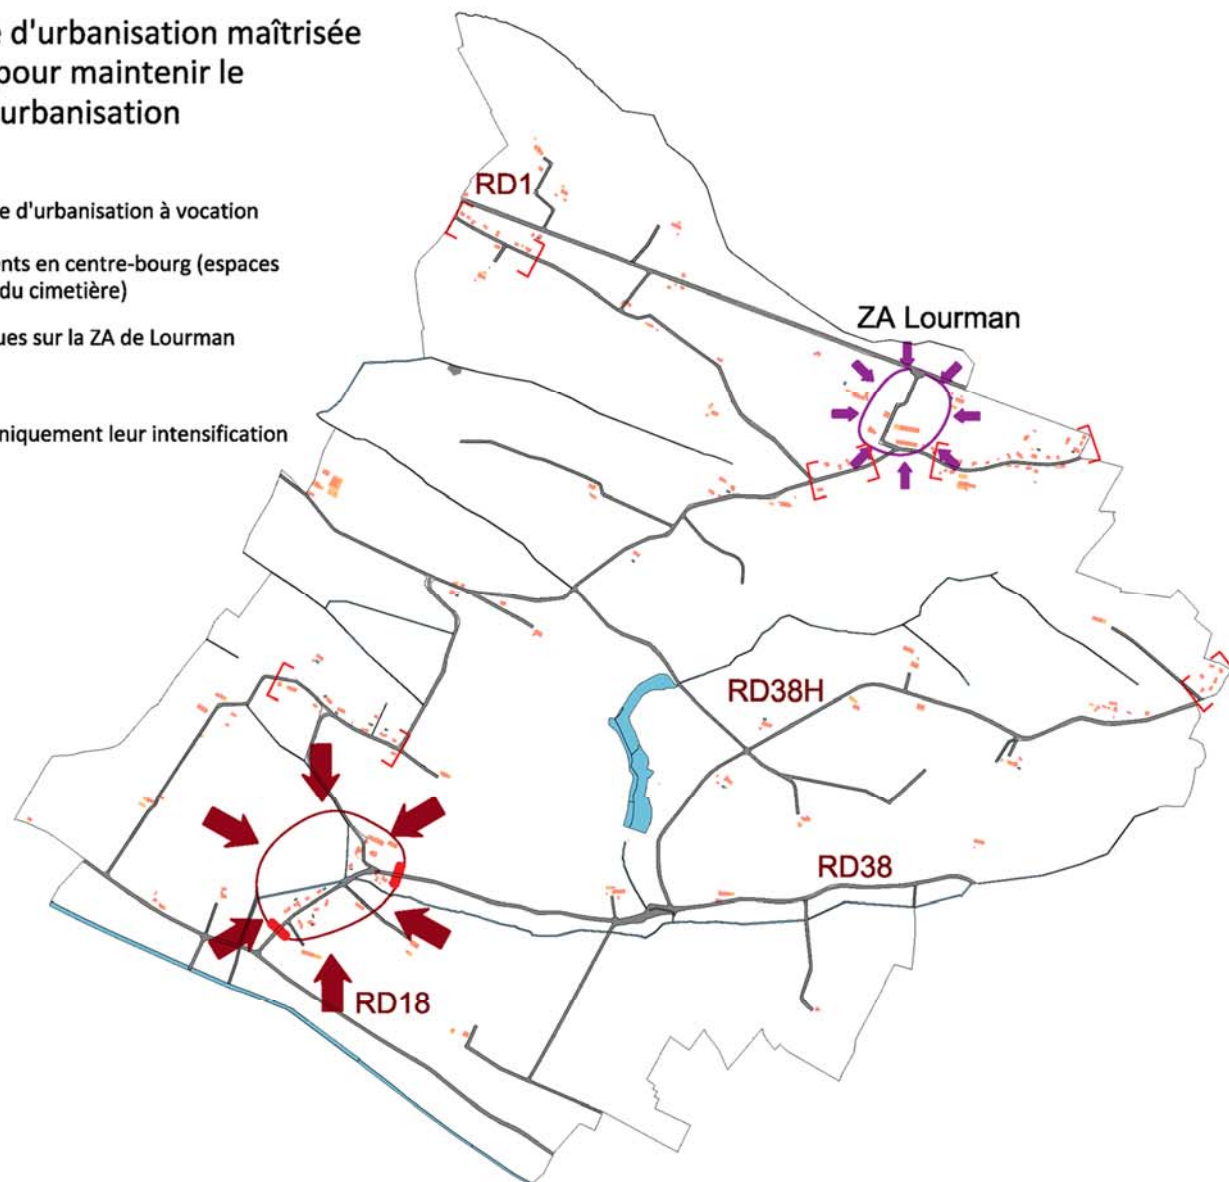 e d'urbanisation maîtrisée
pour maintenir le
urbanisation
e d'urbanisation à vocation
nts en centre-bourg (espaces
du cimetière)
ues sur la ZA de Lourman
niquement leur intensification
RD1
ZA Lourman
RD38H
RD38
RD18